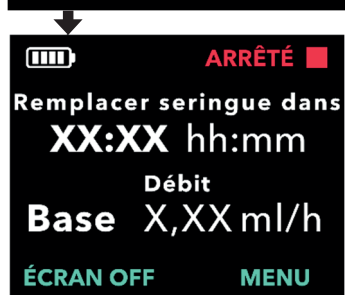 ARRÊTÉ
Remplacer seringue dans
XX:XX hh:mm
Débit
Base X,XX ml/h
ÉCRAN OFF MENU